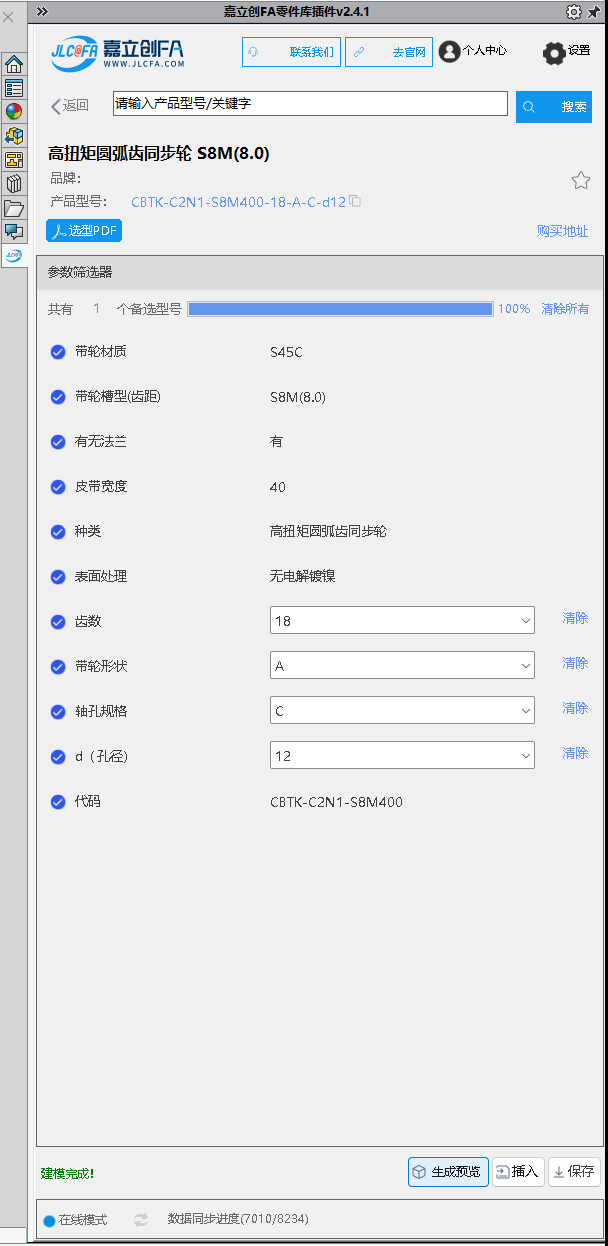 嘉立创FA零件库插件v2.4.1
JLC@FA 嘉立创FA
WWW.JLCFA.COM
联系我们 去官网 个人中心 设置
返回 请输入产品型号/关键字 搜索
高扭矩圆弧齿同步轮 S8M(8.0)
品牌:
产品型号: CBTK-C2N1-S8M400-18-A-C-d12
选型PDF 购买地址
参数筛选器
共有 1 个备选型号 100% 清除所有
带轮材质 S45C
带轮槽型(齿距) S8M(8.0)
有无法兰 有
皮带宽度 40
种类 高扭矩圆弧齿同步轮
表面处理 无电解镀镍
齿数 18 清除
带轮形状 A 清除
轴孔规格 C 清除
d（孔径） 12 清除
代码 CBTK-C2N1-S8M400
建模完成! 生成预览 插入 保存
在线模式 数据同步进度(7010/8234)